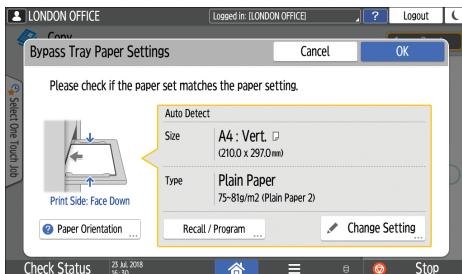 LONDON OFFICE
Logged in: [LONDON OFFICE]
?
Logout
Copy
Bypass Tray Paper Settings
Cancel
OK
Please check if the paper set matches the paper setting.
Select One Touch Job
Auto Detect
Size
A4 : Vert.
(210.0 x 297.0 mm)
Type
Plain Paper
75~81g/m2 (Plain Paper 2)
Print Side: Face Down
? Paper Orientation ...
Recall / Program ...
Change Setting ...
Check Status
23 Jul. 2018
16:30
Stop